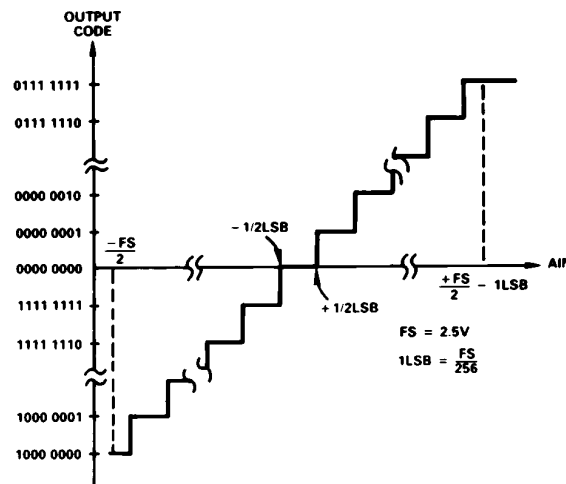 OUTPUT
CODE
0111 1111
0111 1110
0000 0010
0000 0001
0000 0000
1111 1111
1111 1110
1000 0001
1000 0000
−FS
2
− 1/2LSB
+ 1/2LSB
AIN
+FS
2 − 1LSB
FS = 2.5V
1LSB = FS
256